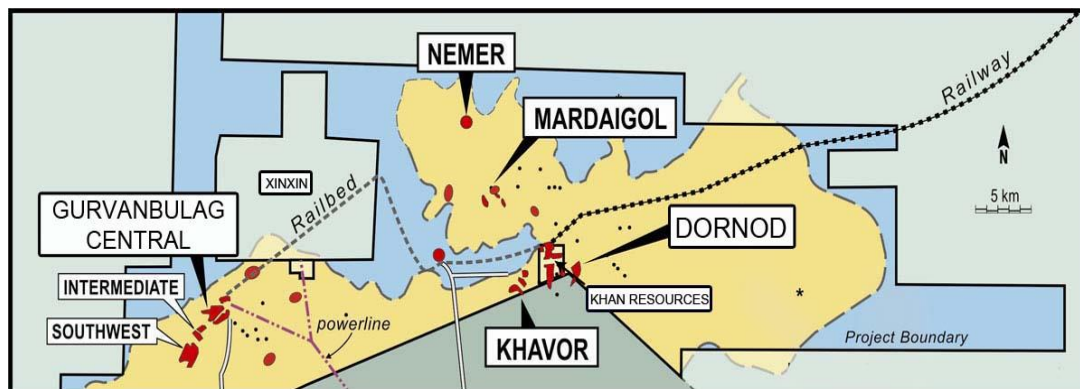 NEMER
MARDAIGOL
Railway
N
5 km
XINXIN
Railbed
GURVANBULAG
CENTRAL
DORNOD
INTERMEDIATE
KHAN RESOURCES
SOUTHWEST
powerline
KHAVOR
Project Boundary